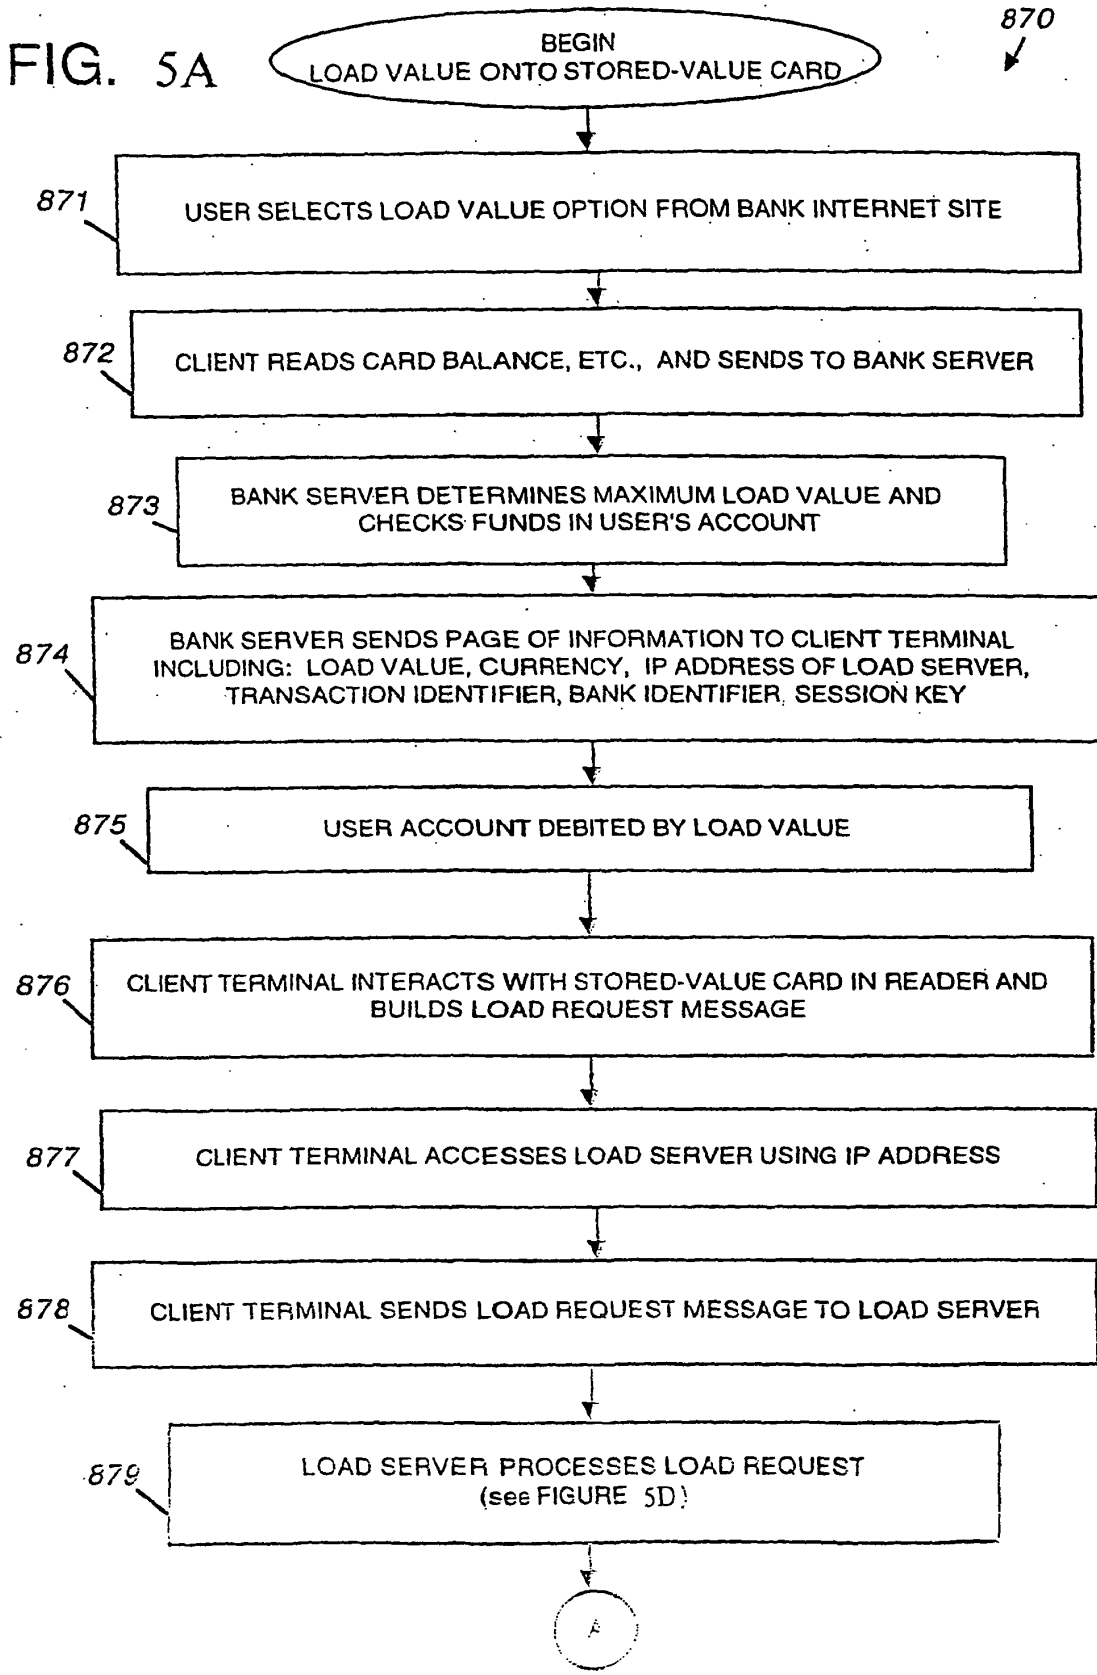 FIG. 5A
870
BEGIN
LOAD VALUE ONTO STORED-VALUE CARD
871
USER SELECTS LOAD VALUE OPTION FROM BANK INTERNET SITE
872
CLIENT READS CARD BALANCE, ETC., AND SENDS TO BANK SERVER
873
BANK SERVER DETERMINES MAXIMUM LOAD VALUE AND
CHECKS FUNDS IN USER'S ACCOUNT
874
BANK SERVER SENDS PAGE OF INFORMATION TO CLIENT TERMINAL
INCLUDING: LOAD VALUE, CURRENCY, IP ADDRESS OF LOAD SERVER,
TRANSACTION IDENTIFIER, BANK IDENTIFIER, SESSION KEY
875
USER ACCOUNT DEBITED BY LOAD VALUE
876
CLIENT TERMINAL INTERACTS WITH STORED-VALUE CARD IN READER AND
BUILDS LOAD REQUEST MESSAGE
877
CLIENT TERMINAL ACCESSES LOAD SERVER USING IP ADDRESS
878
CLIENT TERMINAL SENDS LOAD REQUEST MESSAGE TO LOAD SERVER
879
LOAD SERVER PROCESSES LOAD REQUEST
(see FIGURE 5D)
A